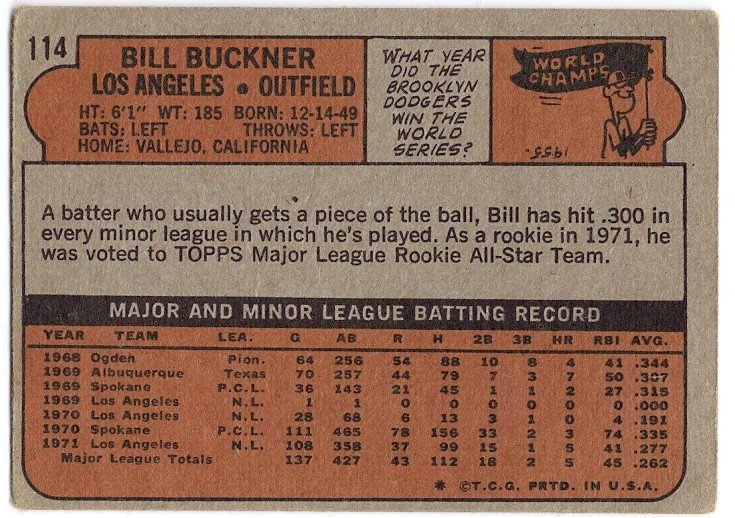 114
BILL BUCKNER
LOS ANGELES • OUTFIELD
HT: 6'1" WT: 185 BORN: 12-14-49
BATS: LEFT THROWS: LEFT
HOME: VALLEJO, CALIFORNIA
WHAT YEAR
DID THE
BROOKLYN
DODGERS
WIN THE
WORLD
SERIES?
WORLD
CHAMPS
1955-
A batter who usually gets a piece of the ball, Bill has hit .300 in
every minor league in which he's played. As a rookie in 1971, he
was voted to TOPPS Major League Rookie All-Star Team.
MAJOR AND MINOR LEAGUE BATTING RECORD
YEAR TEAM LEA. G AB R H 2B 3B HR RBI AVG.
1968 Ogden Pion. 64 256 54 88 10 8 4 41 .344
1969 Albuquerque Texas 70 257 44 79 7 3 7 50 .307
1969 Spokane P.C.L. 36 143 21 45 1 1 2 27 .315
1969 Los Angeles N.L. 1 1 0 0 0 0 0 0 .000
1970 Los Angeles N.L. 28 68 6 13 3 1 0 4 .191
1970 Spokane P.C.L. 111 465 78 156 33 2 3 74 .335
1971 Los Angeles N.L. 108 358 37 99 15 1 5 41 .277
Major League Totals 137 427 43 112 18 2 5 45 .262
* ©T.C.G. PRTD. IN U.S.A.